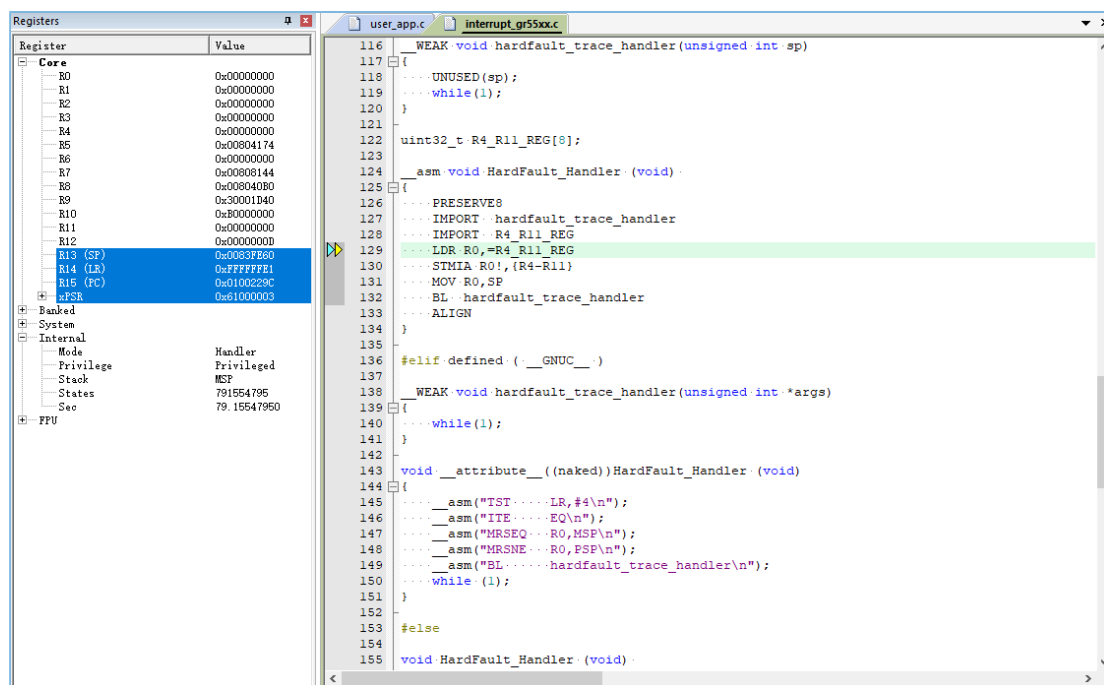 Registers
Register Value
Core
R0 0x00000000
R1 0x00000000
R2 0x00000000
R3 0x00000000
R4 0x00000000
R5 0x00804174
R6 0x00000000
R7 0x00808144
R8 0x008040B0
R9 0x30001D40
R10 0xB0000000
R11 0x00000000
R12 0x0000000D
R13 (SP) 0x0083FE60
R14 (LR) 0xFFFFFFE1
R15 (PC) 0x0100229C
xPSR 0x61000003
Banked
System
Internal
Mode Handler
Privilege Privileged
Stack MSP
States 791554795
Sec 79.15547950
FPU
user_app.c interrupt_gr55xx.c
116 __WEAK void hardfault_trace_handler(unsigned int sp)
117 {
118 UNUSED(sp);
119 while(1);
120 }
121
122 uint32_t R4_R11_REG[8];
123
124 __asm void HardFault_Handler (void)
125 {
126 PRESERVE8
127 IMPORT hardfault_trace_handler
128 IMPORT R4_R11_REG
129 LDR R0,=R4_R11_REG
130 STMIA R0!,{R4-R11}
131 MOV R0,SP
132 BL hardfault_trace_handler
133 ALIGN
134 }
135
136 #elif defined ( __GNUC__ )
137
138 __WEAK void hardfault_trace_handler(unsigned int *args)
139 {
140 while(1);
141 }
142
143 void __attribute__((naked))HardFault_Handler (void)
144 {
145 __asm("TST·····LR,#4\n");
146 __asm("ITE·····EQ\n");
147 __asm("MRSEQ···R0,MSP\n");
148 __asm("MRSNE···R0,PSP\n");
149 __asm("BL······hardfault_trace_handler\n");
150 while (1);
151 }
152
153 #else
154
155 void HardFault_Handler (void)